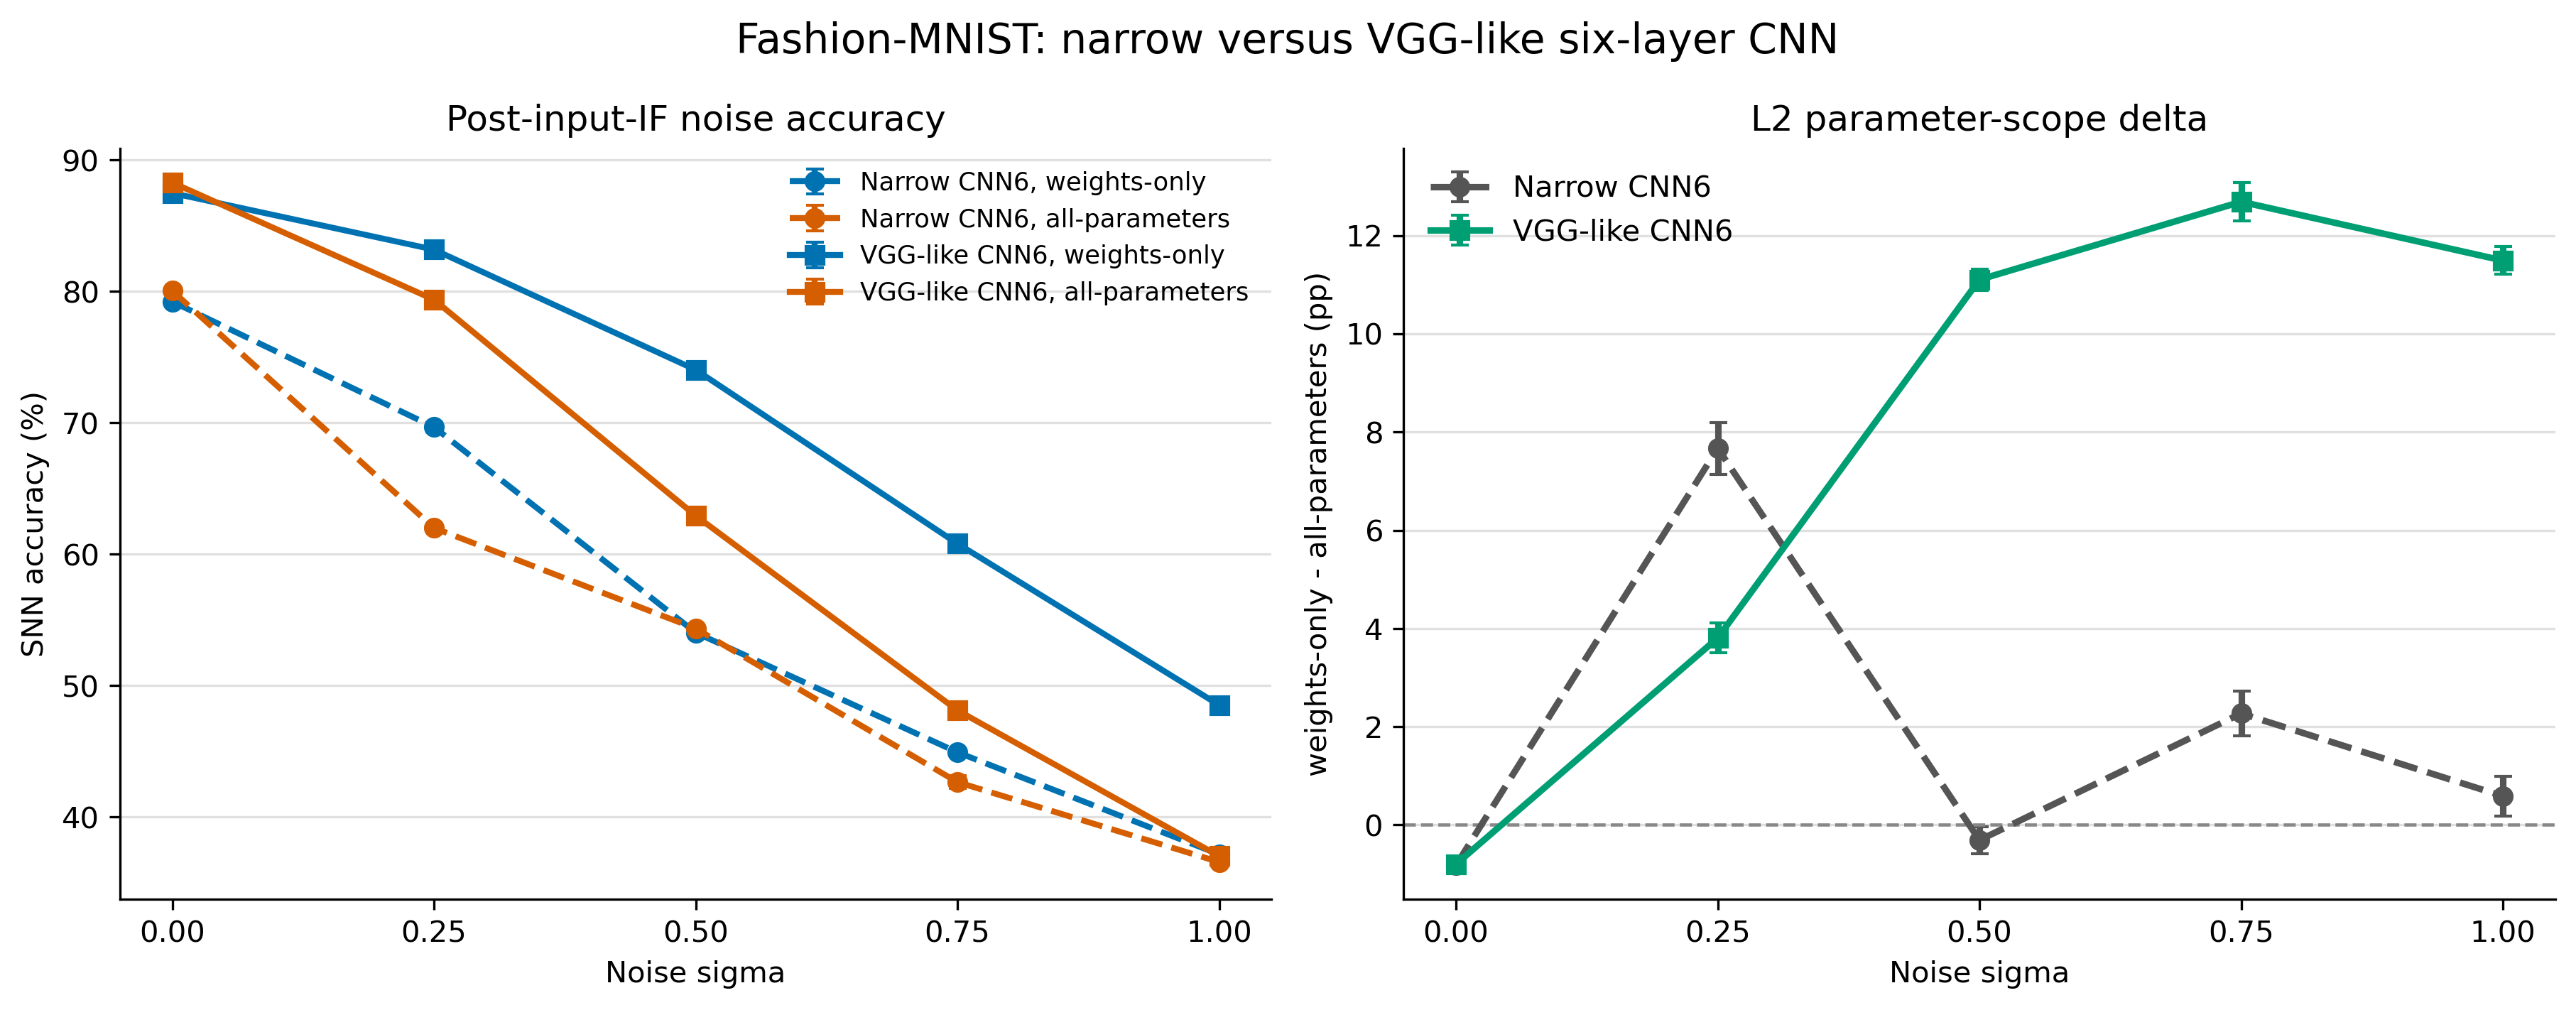 Fashion-MNIST: narrow versus VGG-like six-layer CNN
Post-input-IF noise accuracy
SNN accuracy (%)
90
80
70
60
50
40
Narrow CNN6, weights-only
Narrow CNN6, all-parameters
VGG-like CNN6, weights-only
VGG-like CNN6, all-parameters
0.00 0.25 0.50 0.75 1.00
Noise sigma
L2 parameter-scope delta
weights-only - all-parameters (pp)
12
10
8
6
4
2
0
Narrow CNN6
VGG-like CNN6
0.00 0.25 0.50 0.75 1.00
Noise sigma